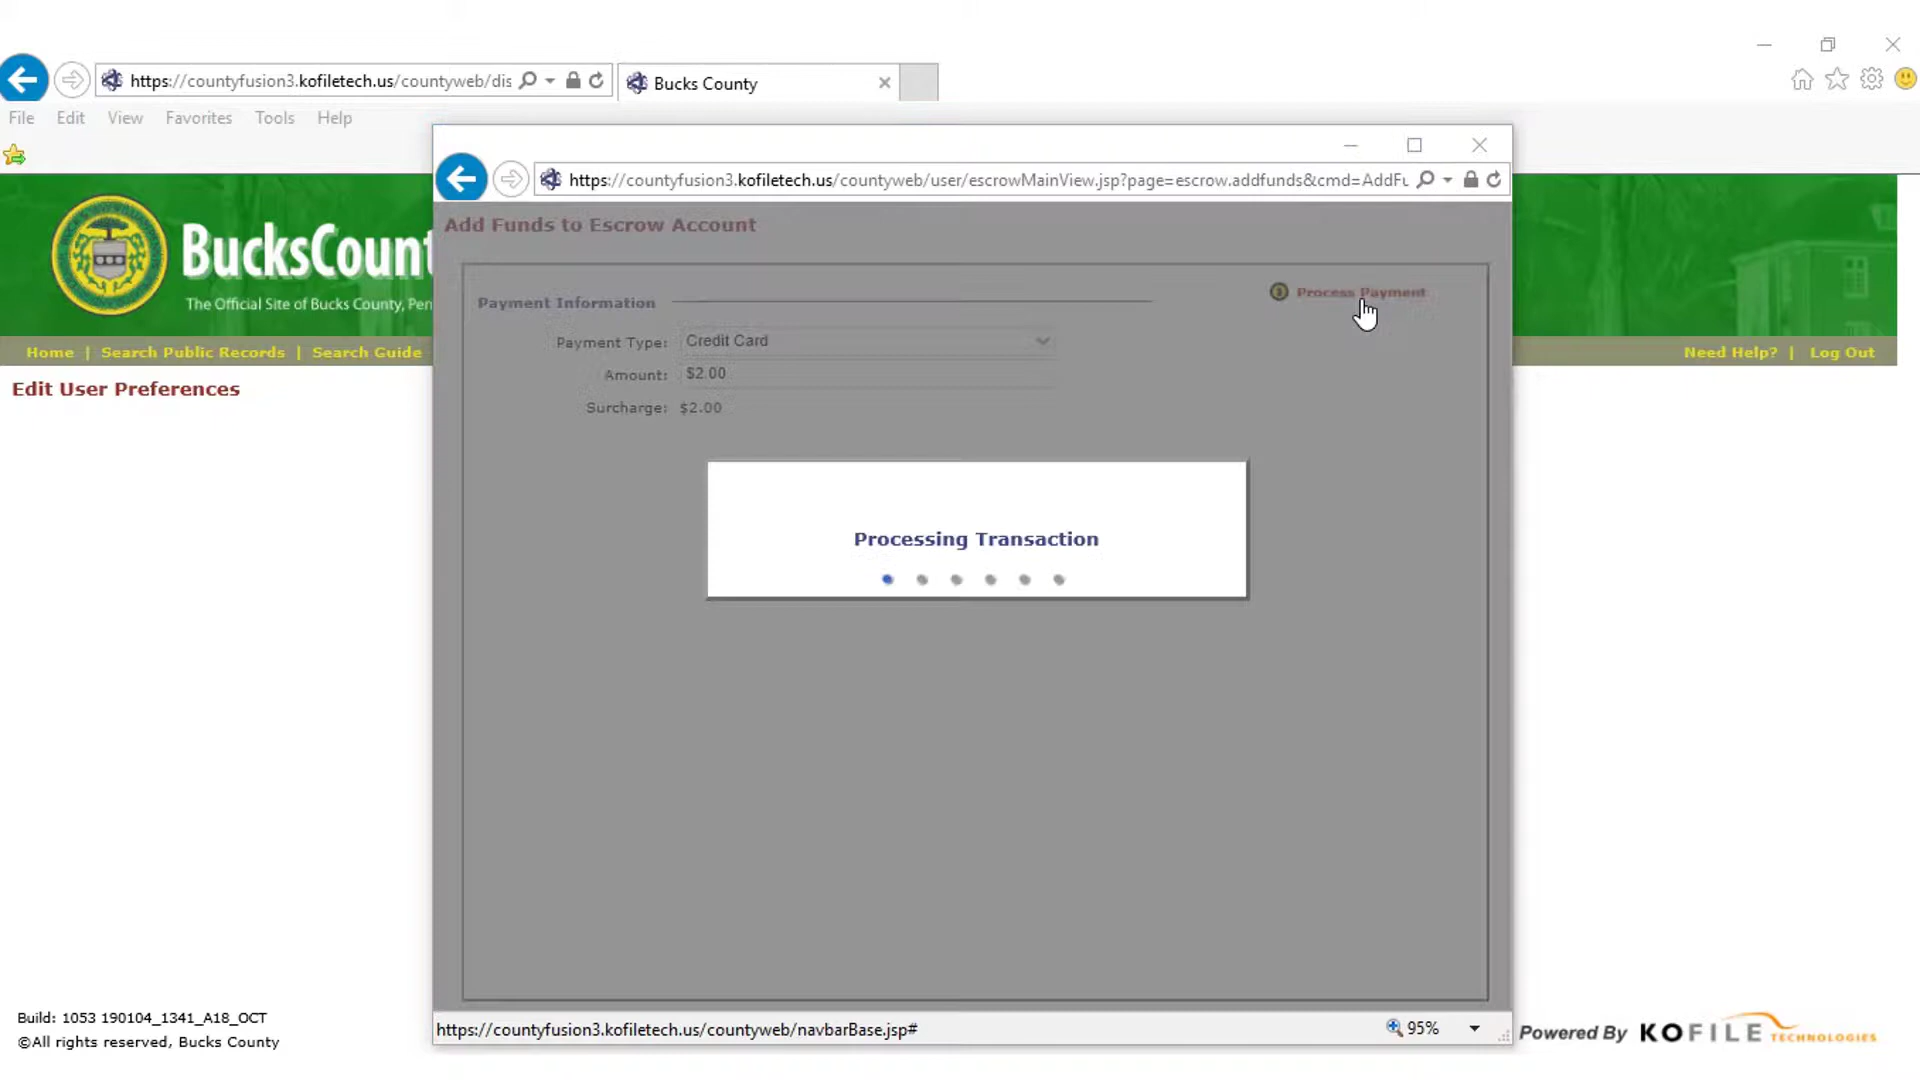 https://countyfusion3.kofiletech.us/countyweb/dis
Bucks County
File Edit View Favorites Tools Help
https://countyfusion3.kofiletech.us/countyweb/user/escrowMainView.jsp?page=escrow.addfunds&cmd=AddFu
BucksCount
The Official Site of Bucks County, Pen
Home | Search Public Records | Search Guide
Need Help? | Log Out
Edit User Preferences
Add Funds to Escrow Account
Payment Information
Process Payment
Payment Type: Credit Card
Amount: $2.00
Surcharge: $2.00
Processing Transaction
Build: 1053 190104_1341_A18_OCT
©All rights reserved, Bucks County
https://countyfusion3.kofiletech.us/countyweb/navbarBase.jsp#
95%
Powered By KOFILE TECHNOLOGIES